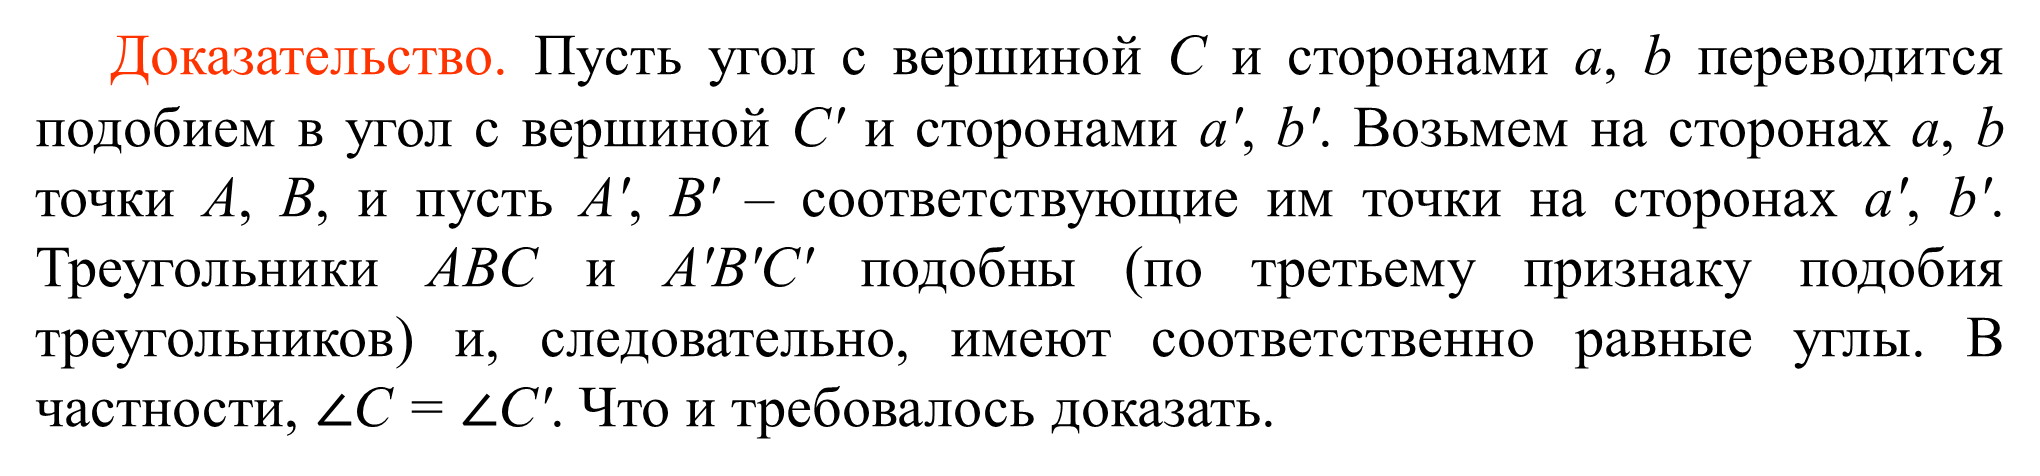 Доказательство. Пусть угол с вершиной C и сторонами a, b переводится
подобием в угол с вершиной C' и сторонами a', b'. Возьмем на сторонах a, b
точки A, B, и пусть A', B' – соответствующие им точки на сторонах a', b'.
Треугольники ABC и A'B'C' подобны (по третьему признаку подобия
треугольников) и, следовательно, имеют соответственно равные углы. В
частности, ∠C = ∠C'. Что и требовалось доказать.